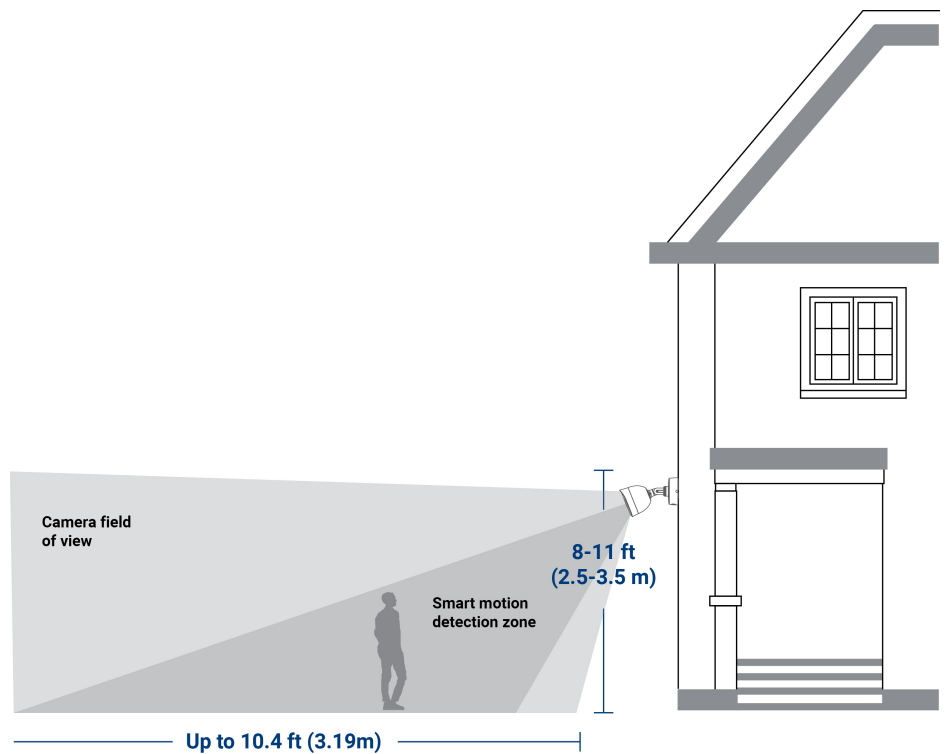 Camera field
of view
8-11 ft
(2.5-3.5 m)
Smart motion
detection zone
Up to 10.4 ft (3.19m)